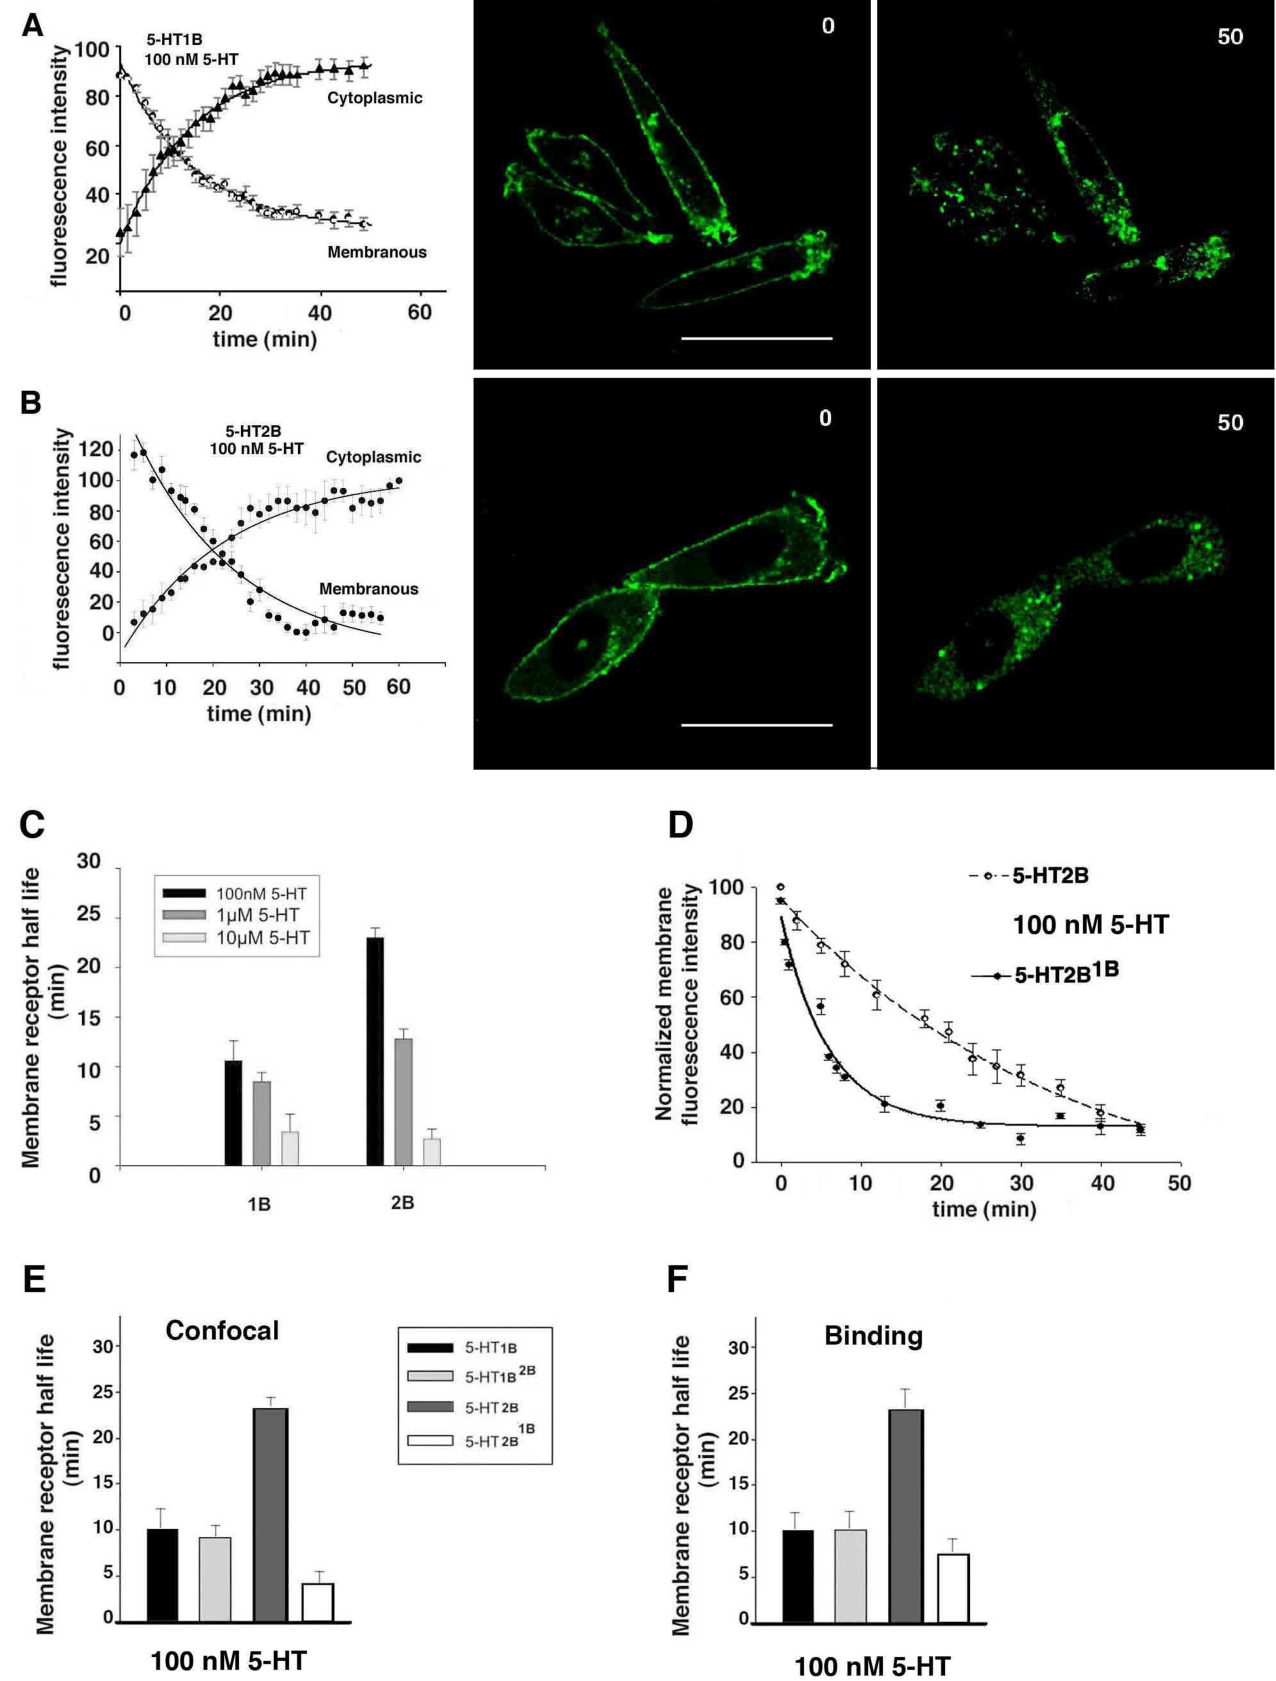 A
5-HT1B
100 nM 5-HT
fluoresecence intensity
100
80
60
40
20
Cytoplasmic
Membranous
0 20 40 60
time (min)
0
50
B
5-HT2B
100 nM 5-HT
fluoresecence intensity
120
100
80
60
40
20
0
Cytoplasmic
Membranous
0 10 20 30 40 50 60
time (min)
0
50
C
Membrane receptor half life
(min)
30
25
20
15
10
5
0
100nM 5-HT
1µM 5-HT
10µM 5-HT
1B 2B
D
Normalized membrane
fluoresecence intensity
100
80
60
40
20
0
5-HT2B
100 nM 5-HT
5-HT2B1B
0 10 20 30 40 50
time (min)
E
Confocal
Membrane receptor half life
(min)
30
25
20
15
10
5
0
100 nM 5-HT
5-HT1B
5-HT1B2B
5-HT2B
5-HT2B1B
F
Binding
Membrane receptor half life
(min)
30
25
20
15
10
5
0
100 nM 5-HT